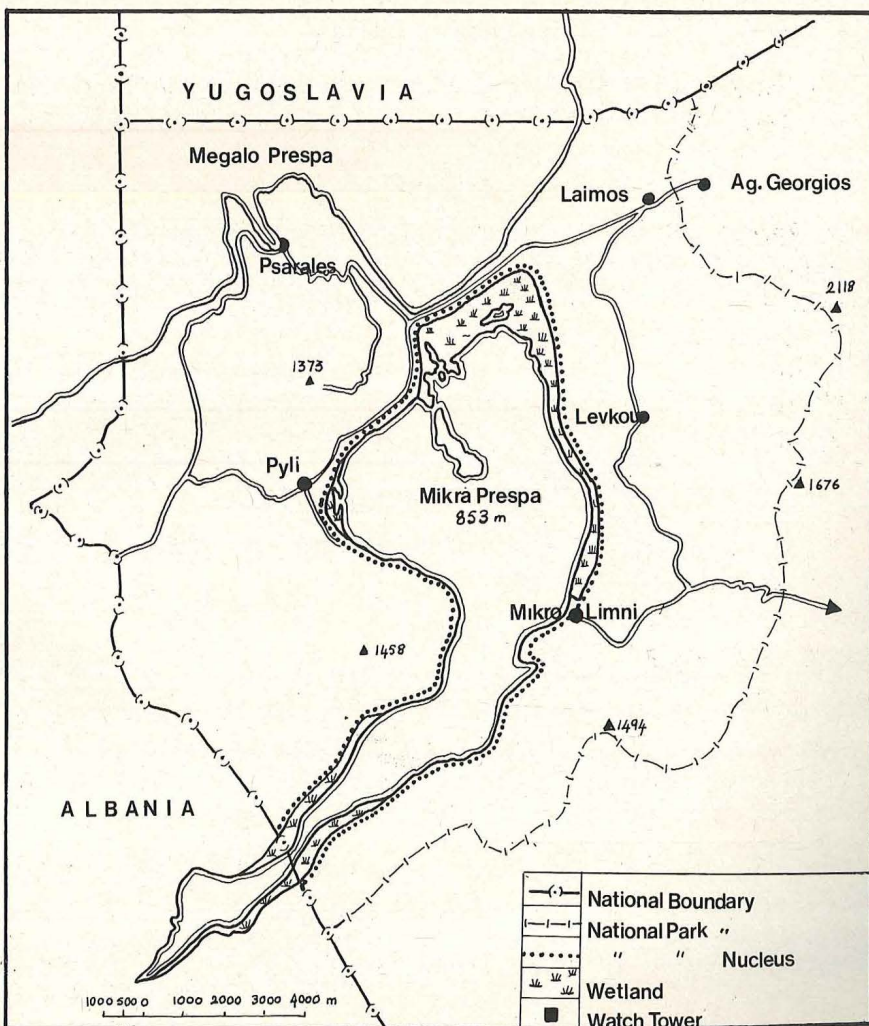 YUGOSLAVIA
Megalo Prespa
Laimos
Ag. Georgios
Psarales
2118
1373
Levkou
Pyli
Mikra Prespa
853 m
1676
Mikro Limni
1458
1494
ALBANIA
National Boundary
National Park "
" " Nucleus
Wetland
Watch Tower
1000 500 0 1000 2000 3000 4000 m